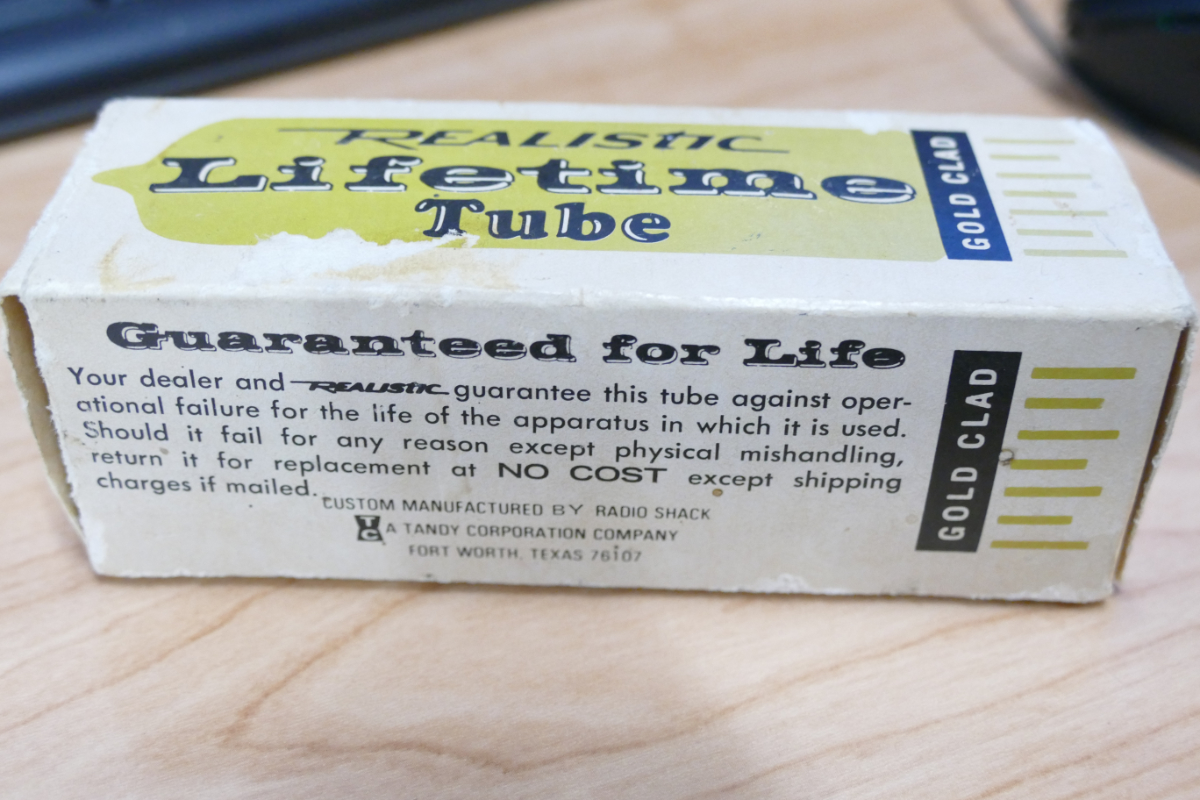 REALISTIC
Lifetime
Tube
GOLD CLAD
Guaranteed for Life
Your dealer and REALISTIC guarantee this tube against oper-
ational failure for the life of the apparatus in which it is used.
Should it fail for any reason except physical mishandling,
return it for replacement at NO COST except shipping
charges if mailed.
CUSTOM MANUFACTURED BY RADIO SHACK
TC A TANDY CORPORATION COMPANY
FORT WORTH, TEXAS 76107
GOLD CLAD